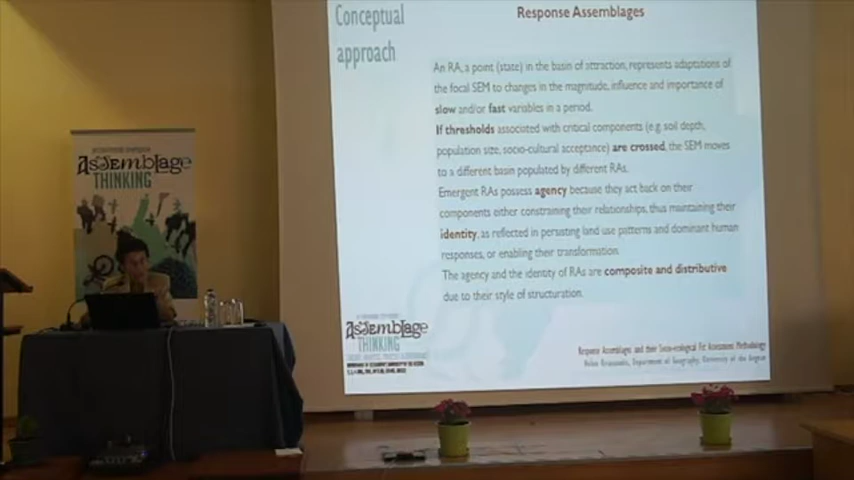 Conceptual
approach
Response Assemblages
An RA, a point (state) in the basin of attraction, represents adaptations of
the focal SEM to changes in the magnitude, influence and importance of
slow and/or fast variables in a period.
If thresholds associated with critical components (e.g. soil depth,
population size, socio-cultural acceptance) are crossed, the SEM moves
to a different basin populated by different RAs.
Emergent RAs possess agency because they act back on their
components either constraining their relationships, thus maintaining their
identity, as reflected in persisting land use patterns and dominant human
responses, or enabling their transformation.
The agency and the identity of RAs are composite and distributive
due to their style of structuration.
Assemblage
THINKING
Assemblage
THINKING
Response Assemblages and their Socio-ecological Fit Assessment Methodology
Department of Geography, University of the Aegean